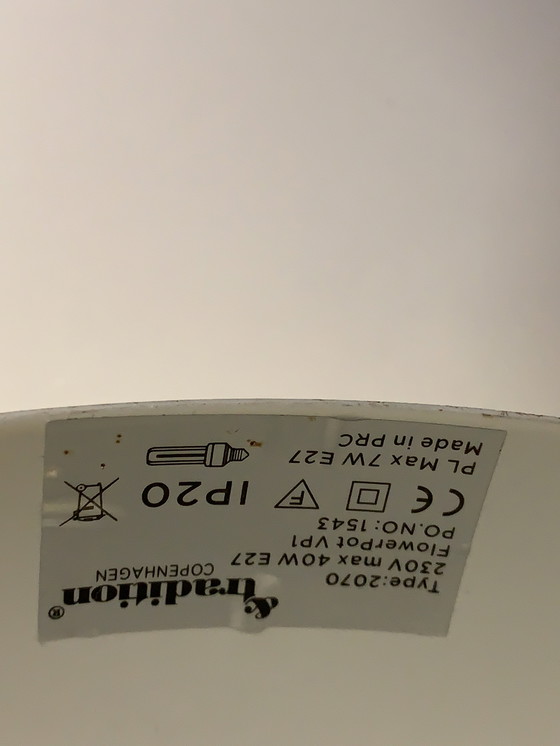 &tradition®
COPENHAGEN
Type:2070
230V max 40W E27
FlowerPot VP1
PO.NO: 1543
CE F IP20
PL Max 7W E27
Made in PRC